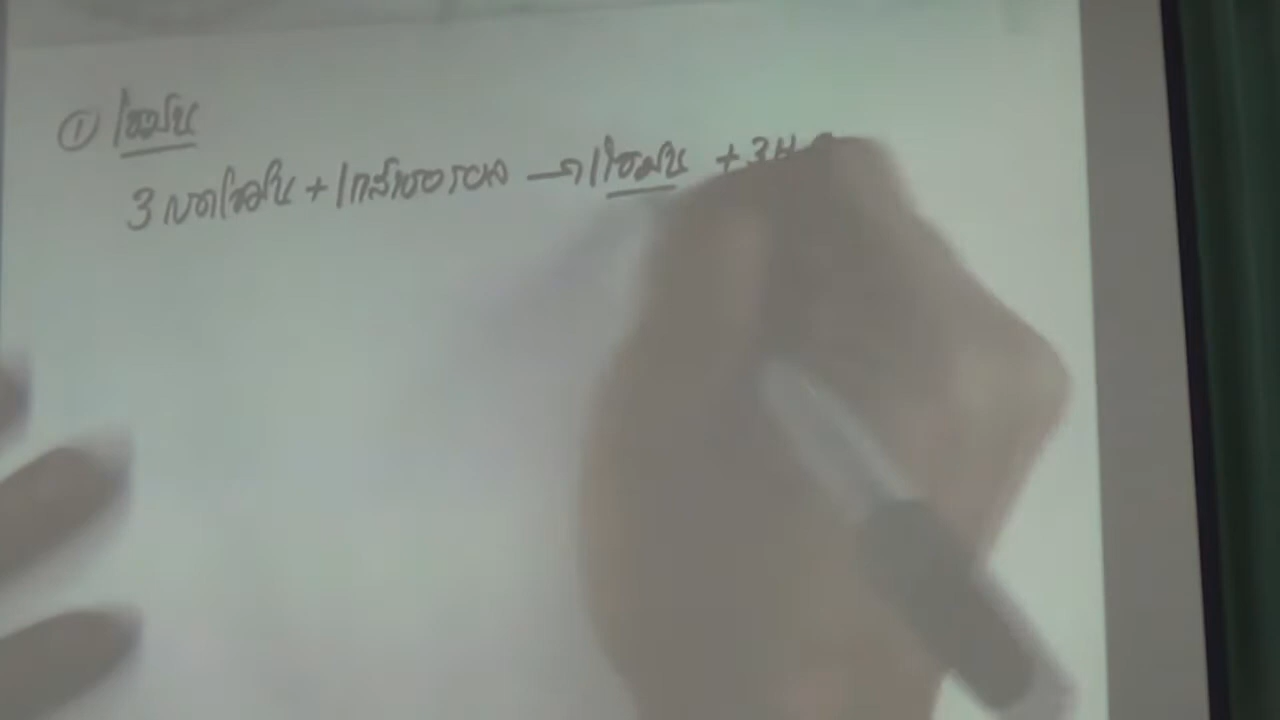 ① ไขมัน
3 กรดไขมัน + 1 กลีเซอรอล → 1 ไขมัน + 3H